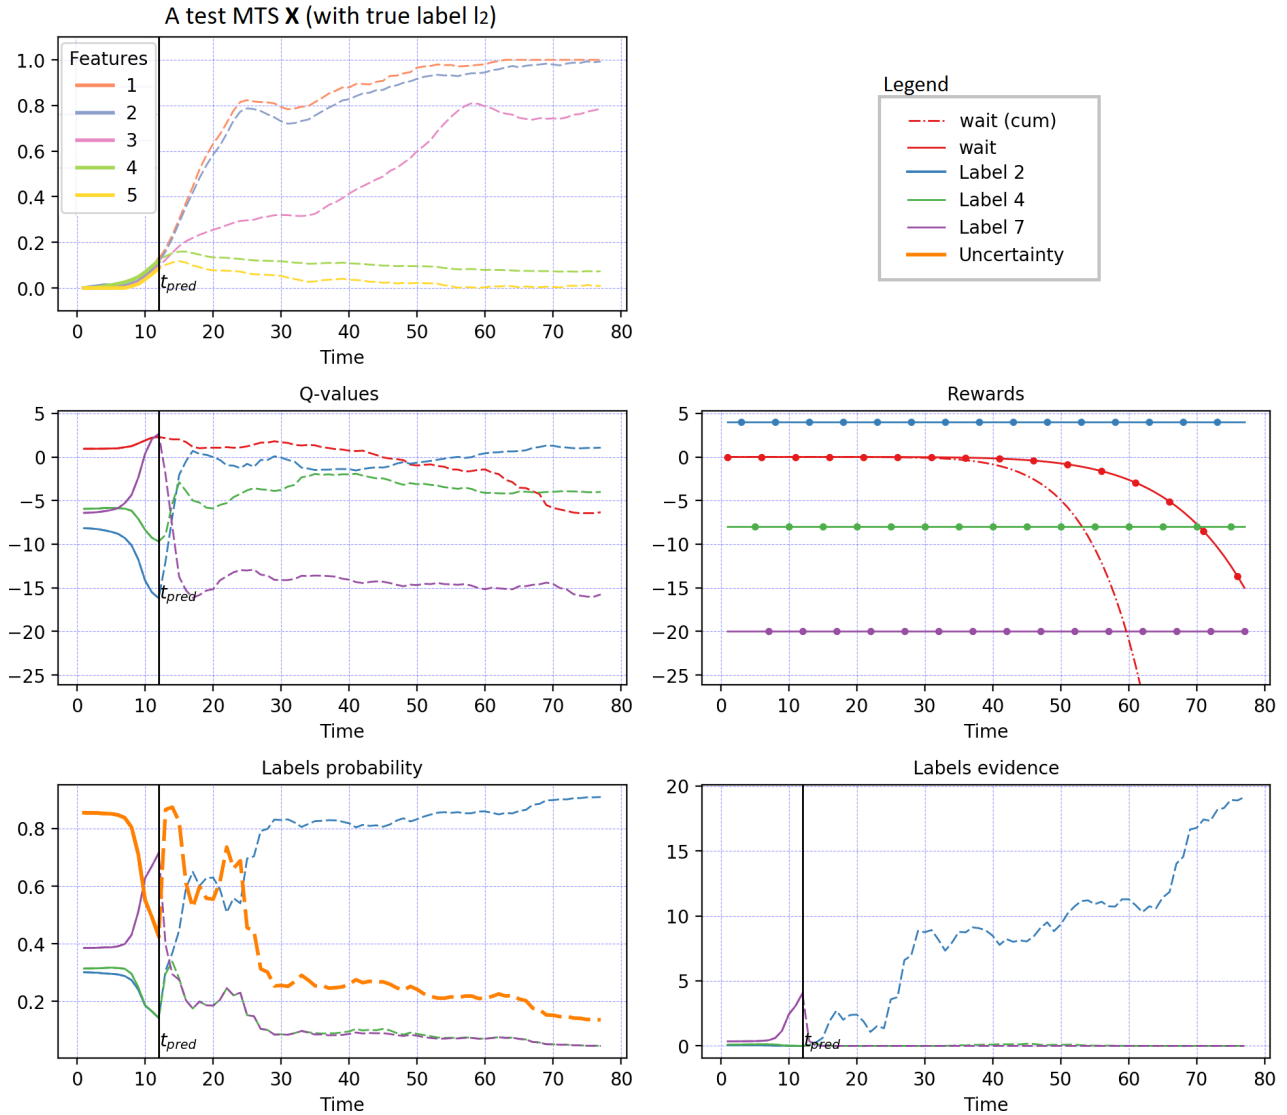 A test MTS X (with true label l2)
1.0
0.8
0.6
0.4
0.2
0.0
Features
1
2
3
4
5
tpred
0 10 20 30 40 50 60 70 80
Time
Legend
wait (cum)
wait
Label 2
Label 4
Label 7
Uncertainty
Q-values
5
0
−5
−10
−15
−20
−25
tpred
0 10 20 30 40 50 60 70 80
Time
Rewards
5
0
−5
−10
−15
−20
−25
0 10 20 30 40 50 60 70 80
Time
Labels probability
0.8
0.6
0.4
0.2
tpred
0 10 20 30 40 50 60 70 80
Time
Labels evidence
20
15
10
5
0
tpred
0 10 20 30 40 50 60 70 80
Time